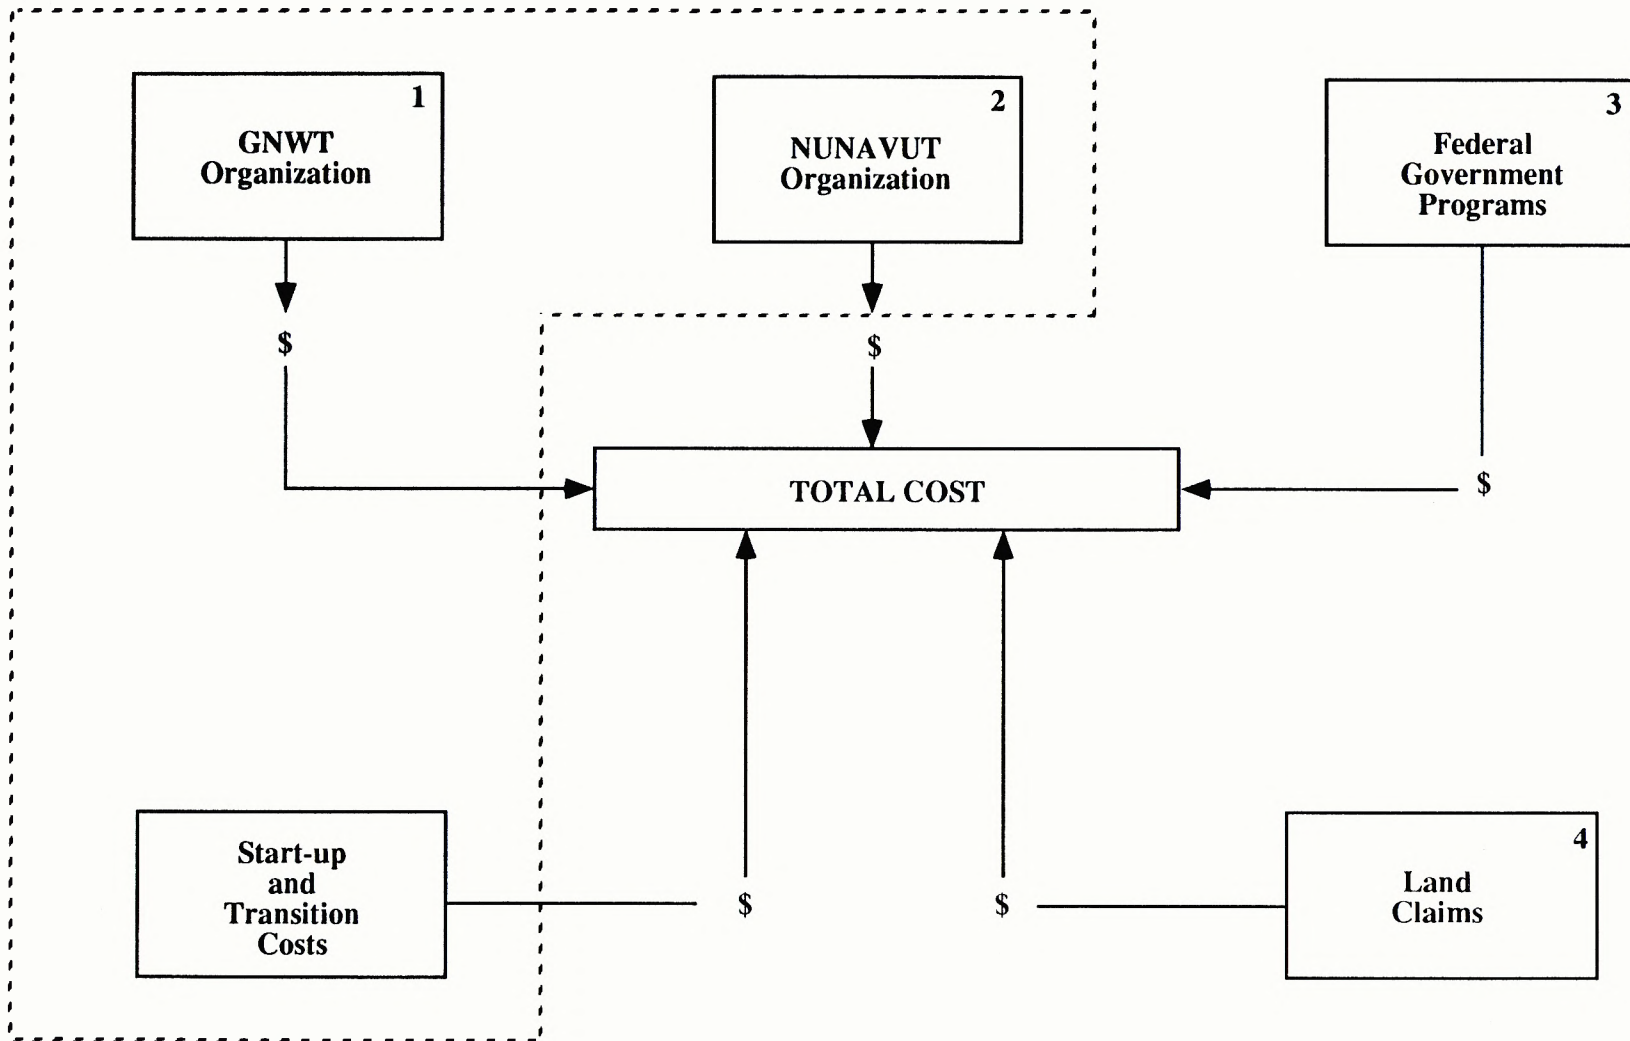 1
GNWT
Organization
2
NUNAVUT
Organization
3
Federal
Government
Programs
$
$
TOTAL COST
$
Start-up
and
Transition
Costs
$
$
4
Land
Claims